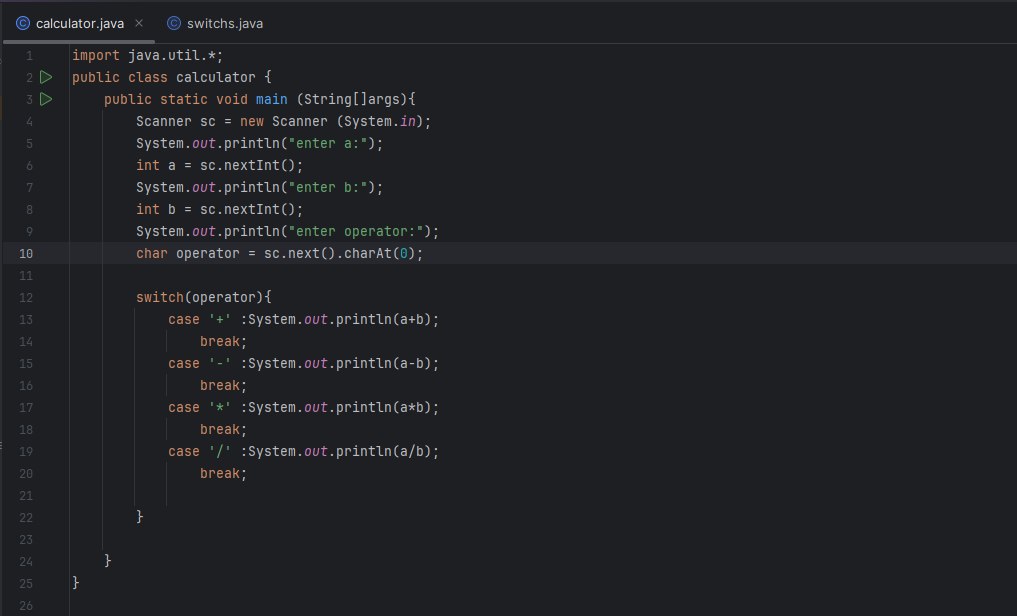 calculator.java × switchs.java
1 import java.util.*;
2 public class calculator {
3     public static void main (String[]args){
4         Scanner sc = new Scanner (System.in);
5         System.out.println("enter a:");
6         int a = sc.nextInt();
7         System.out.println("enter b:");
8         int b = sc.nextInt();
9         System.out.println("enter operator:");
10         char operator = sc.next().charAt(0);
11
12         switch(operator){
13             case '+' :System.out.println(a+b);
14                 break;
15             case '-' :System.out.println(a-b);
16                 break;
17             case '*' :System.out.println(a*b);
18                 break;
19             case '/' :System.out.println(a/b);
20                 break;
21
22         }
23
24     }
25 }
26